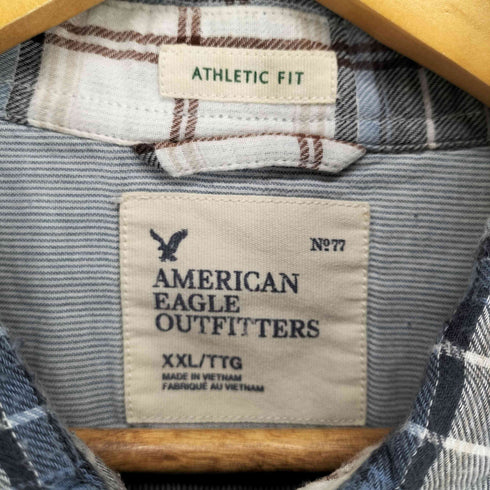 ATHLETIC FIT
Nº77
AMERICAN
EAGLE
OUTFITTERS
XXL/TTG
MADE IN VIETNAM
FABRIQUÉ AU VIETNAM